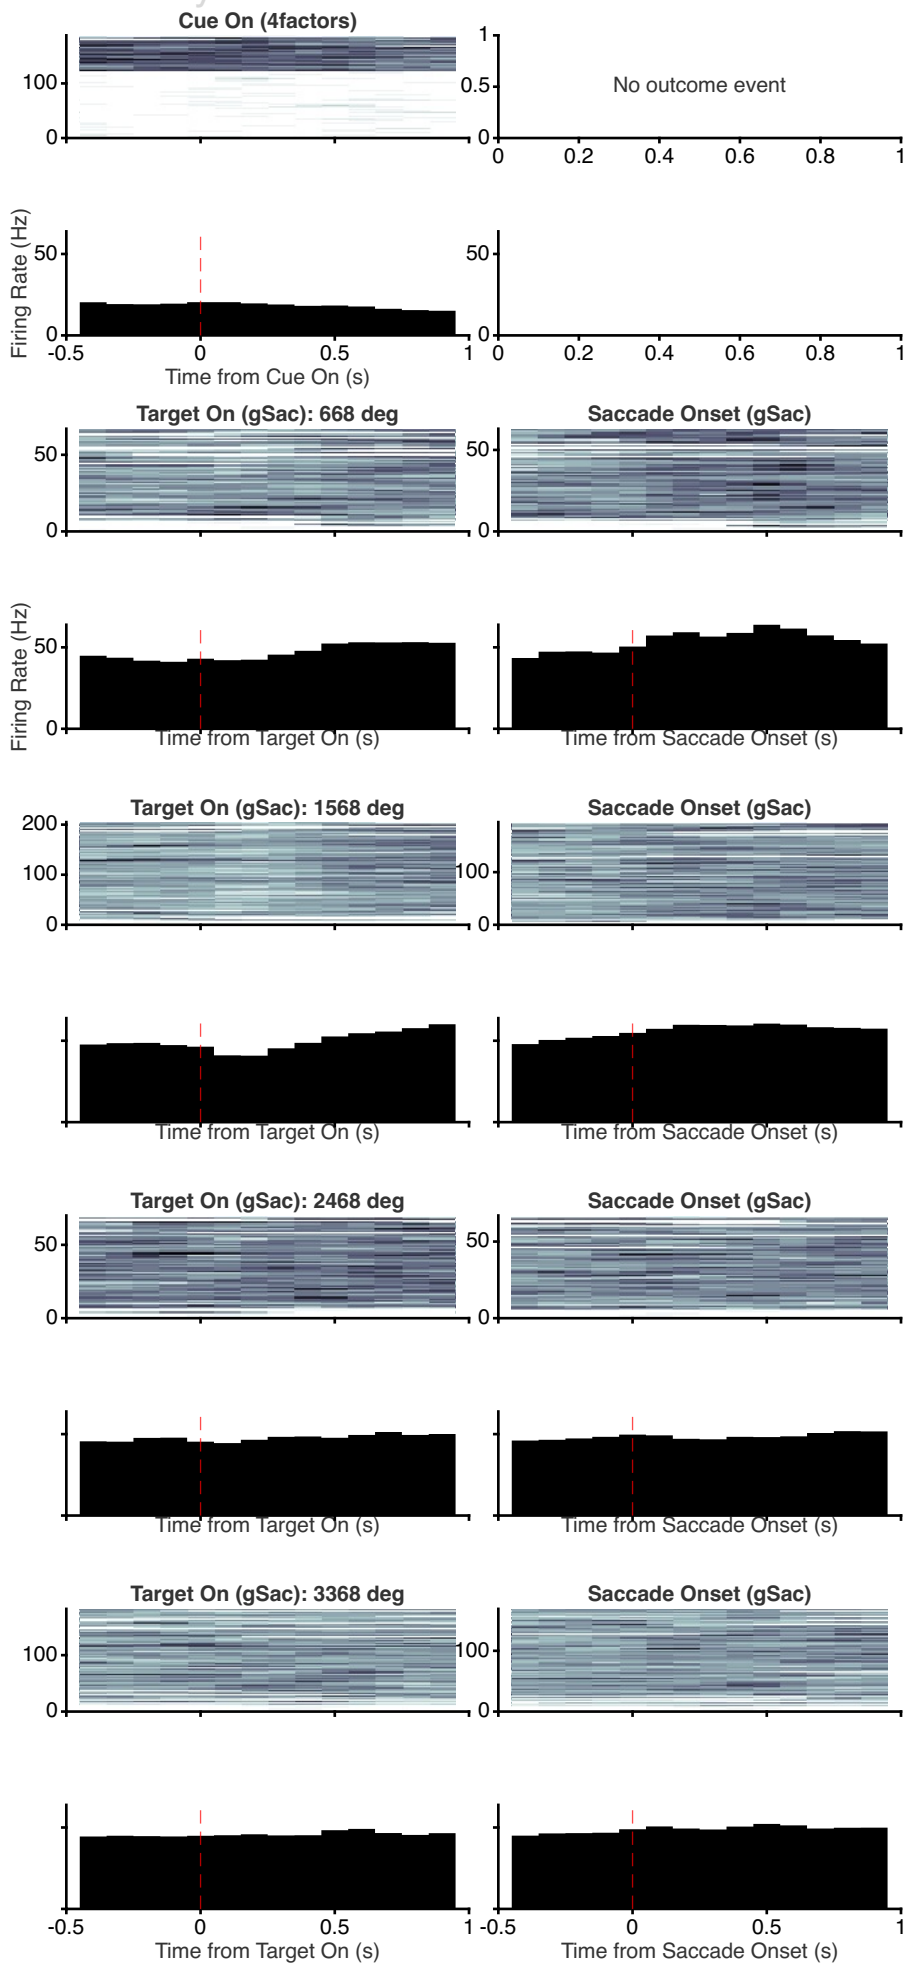 Cue On (4factors)
100
0
1
0.5
0
No outcome event
0 0.2 0.4 0.6 0.8 1
Firing Rate (Hz)
50
0
-0.5 0 0.5 1
Time from Cue On (s)
50
0
0 0.2 0.4 0.6 0.8 1
Target On (gSac): 668 deg
50
0
Saccade Onset (gSac)
50
0
Firing Rate (Hz)
50
0
Time from Target On (s)
Time from Saccade Onset (s)
Target On (gSac): 1568 deg
200
100
0
Saccade Onset (gSac)
100
0
Time from Target On (s)
Time from Saccade Onset (s)
Target On (gSac): 2468 deg
50
0
Saccade Onset (gSac)
50
0
Time from Target On (s)
Time from Saccade Onset (s)
Target On (gSac): 3368 deg
100
0
Saccade Onset (gSac)
100
0
-0.5 0 0.5 1
Time from Target On (s)
-0.5 0 0.5 1
Time from Saccade Onset (s)